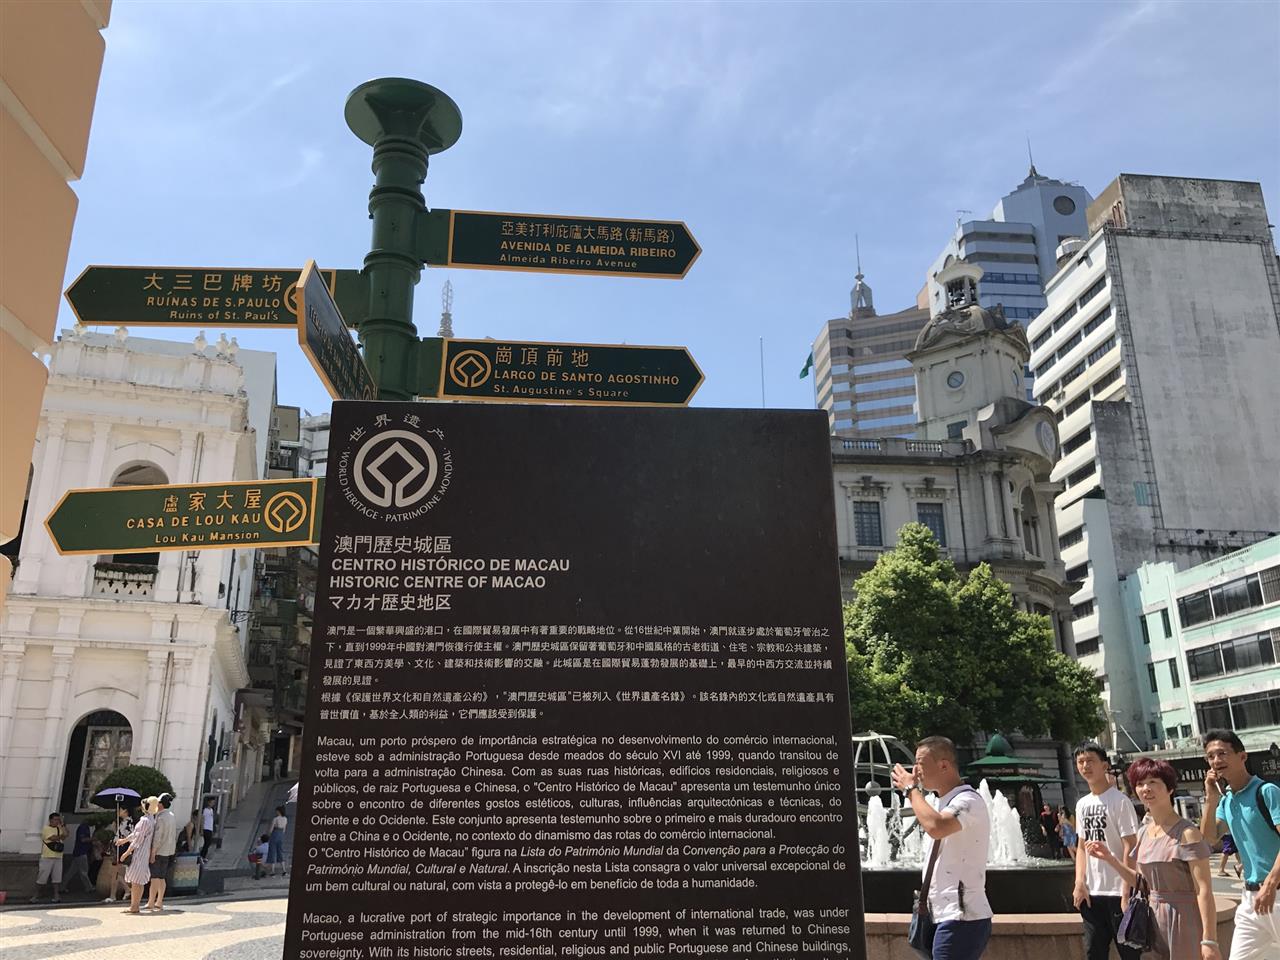 亞美打利庇廬大馬路(新馬路)
AVENIDA DE ALMEIDA RIBEIRO
Almeida Ribeiro Avenue
大三巴牌坊
RUÍNAS DE S.PAULO
Ruins of St. Paul's
崗頂前地
LARGO DE SANTO AGOSTINHO
St. Augustine's Square
盧家大屋
CASA DE LOU KAU
Lou Kau Mansion
世界遺产
WORLD HERITAGE · PATRIMOINE MONDIAL
澳門歷史城區
CENTRO HISTÓRICO DE MACAU
HISTORIC CENTRE OF MACAO
マカオ歴史地区
澳門是一個繁華興盛的港口，在國際貿易發展中有著重要的戰略地位。從16世紀中葉開始，澳門就逐步處於葡萄牙管治之
下，直到1999年中國對澳門恢復行使主權。澳門歷史城區保留著葡萄牙和中國風格的古老街道、住宅、宗教和公共建築，
見證了東西方美學、文化、建築和技術影響的交融。此城區是在國際貿易蓬勃發展的基礎上，最早的中西方交流並持續
發展的見證。
根據《保護世界文化和自然遺產公約》，"澳門歷史城區"已被列入《世界遺產名錄》。該名錄內的文化或自然遺產具有
普世價值，基於全人類的利益，它們應該受到保護。
Macau, um porto próspero de importância estratégica no desenvolvimento do comércio internacional,
esteve sob a administração Portuguesa desde meados do século XVI até 1999, quando transitou de
volta para a administração Chinesa. Com as suas ruas históricas, edifícios residenciais, religiosos e
públicos, de raiz Portuguesa e Chinesa, o "Centro Histórico de Macau" apresenta um testemunho único
sobre o encontro de diferentes gostos estéticos, culturas, influências arquitectónicas e técnicas, do
Oriente e do Ocidente. Este conjunto apresenta testemunho sobre o primeiro e mais duradouro encontro
entre a China e o Ocidente, no contexto do dinamismo das rotas do comércio internacional.
O "Centro Histórico de Macau" figura na Lista do Património Mundial da Convenção para a Protecção do
Património Mundial, Cultural e Natural. A inscrição nesta Lista consagra o valor universal excepcional de
um bem cultural ou natural, com vista a protegê-lo em benefício de toda a humanidade.
Macao, a lucrative port of strategic importance in the development of international trade, was under
Portuguese administration from the mid-16th century until 1999, when it was returned to Chinese
sovereignty. With its historic streets, residential, religious and public Portuguese and Chinese buildings,
KILLER
CROSS
OVER